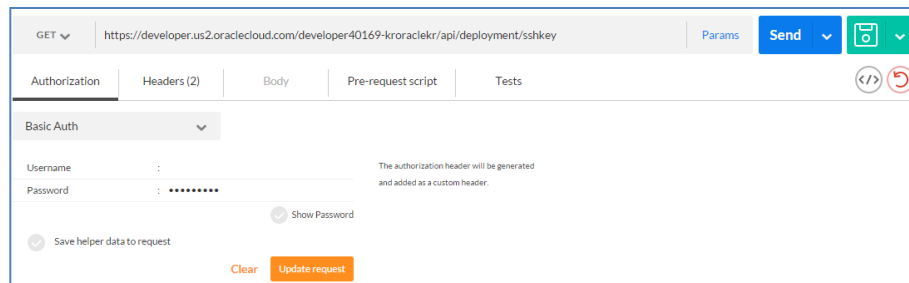 GET https://developer.us2.oraclecloud.com/developer40169-kroraclekr/api/deployment/sshkey Params Send
Authorization Headers (2) Body Pre-request script Tests </>
Basic Auth
Username : The authorization header will be generated
Password : ••••••••• and added as a custom header.
Show Password
Save helper data to request
Clear Update request